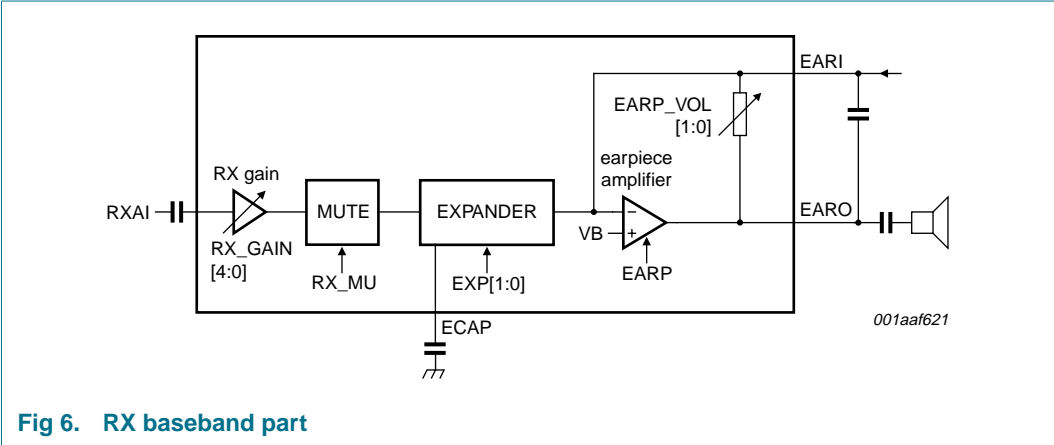 EARI
EARP_VOL
[1:0]
earpiece
amplifier
RX gain
RXAI
MUTE
EXPANDER
−
VB
+
EARO
RX_GAIN
[4:0]
RX_MU
EXP[1:0]
EARP
ECAP
001aaf621
Fig 6. RX baseband part